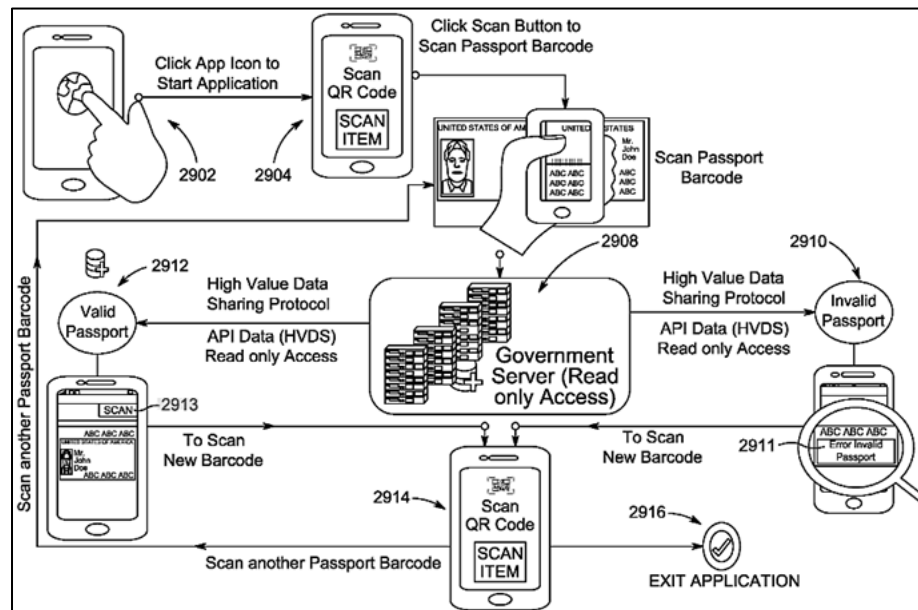 Click App Icon to
Start Application
2902
2904
Scan
QR Code
SCAN
ITEM
Click Scan Button to
Scan Passport Barcode
UNITED STATES OF AM
UNITED
STATES
Mr.
John
Doe
ABC ABC
ABC ABC
ABC ABC
ABC
ABC
ABC
Scan Passport
Barcode
2908
2910
2912
Valid
Passport
High Value Data
Sharing Protocol
API Data (HVDS)
Read only Access
Government
Server (Read
only Access)
High Value Data
Sharing Protocol
API Data (HVDS)
Read only Access
Invalid
Passport
Scan another Passport Barcode
SCAN
2913
ABC ABC ABC
UNITED STATES OF AMERICA
Mr.
John
Doe
ABC ABC ABC
To Scan
New Barcode
To Scan
New Barcode
2911
ABC ABC ABC
Error Invalid
Passport
2914
Scan
QR Code
SCAN
ITEM
2916
Scan another Passport Barcode
EXIT APPLICATION